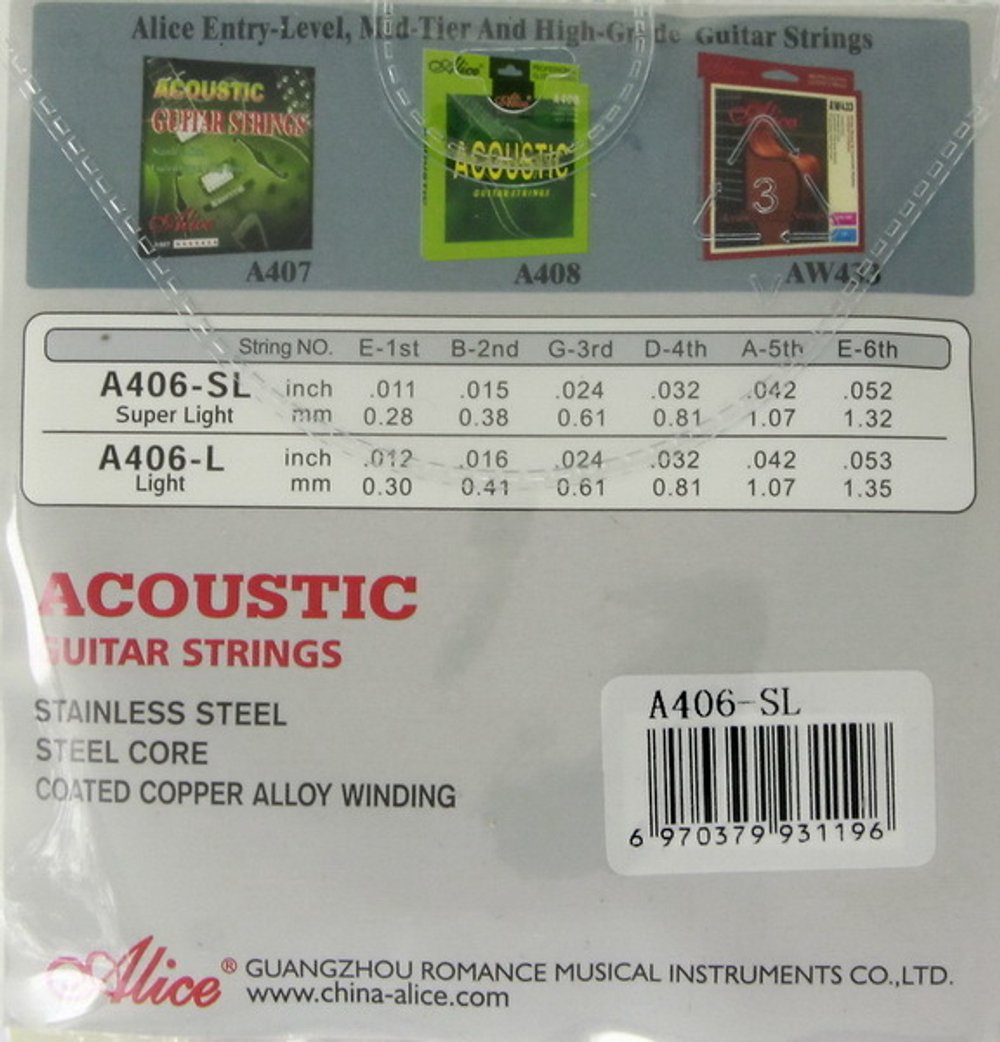 Alice Entry-Level, Mid-Tier And High-Grade Guitar Strings
ACOUSTIC
GUITAR STRINGS
Alice
Alice
A408
ACOUSTIC
GUITAR STRINGS
Alice
AW433
3
A407
A408
AW433
String NO. E-1st B-2nd G-3rd D-4th A-5th E-6th
A406-SL inch .011 .015 .024 .032 .042 .052
Super Light mm 0.28 0.38 0.61 0.81 1.07 1.32
A406-L inch .012 .016 .024 .032 .042 .053
Light mm 0.30 0.41 0.61 0.81 1.07 1.35
ACOUSTIC
GUITAR STRINGS
STAINLESS STEEL
STEEL CORE
COATED COPPER ALLOY WINDING
A406-SL
6 970379 931196
Alice® GUANGZHOU ROMANCE MUSICAL INSTRUMENTS CO.,LTD.
www.china-alice.com